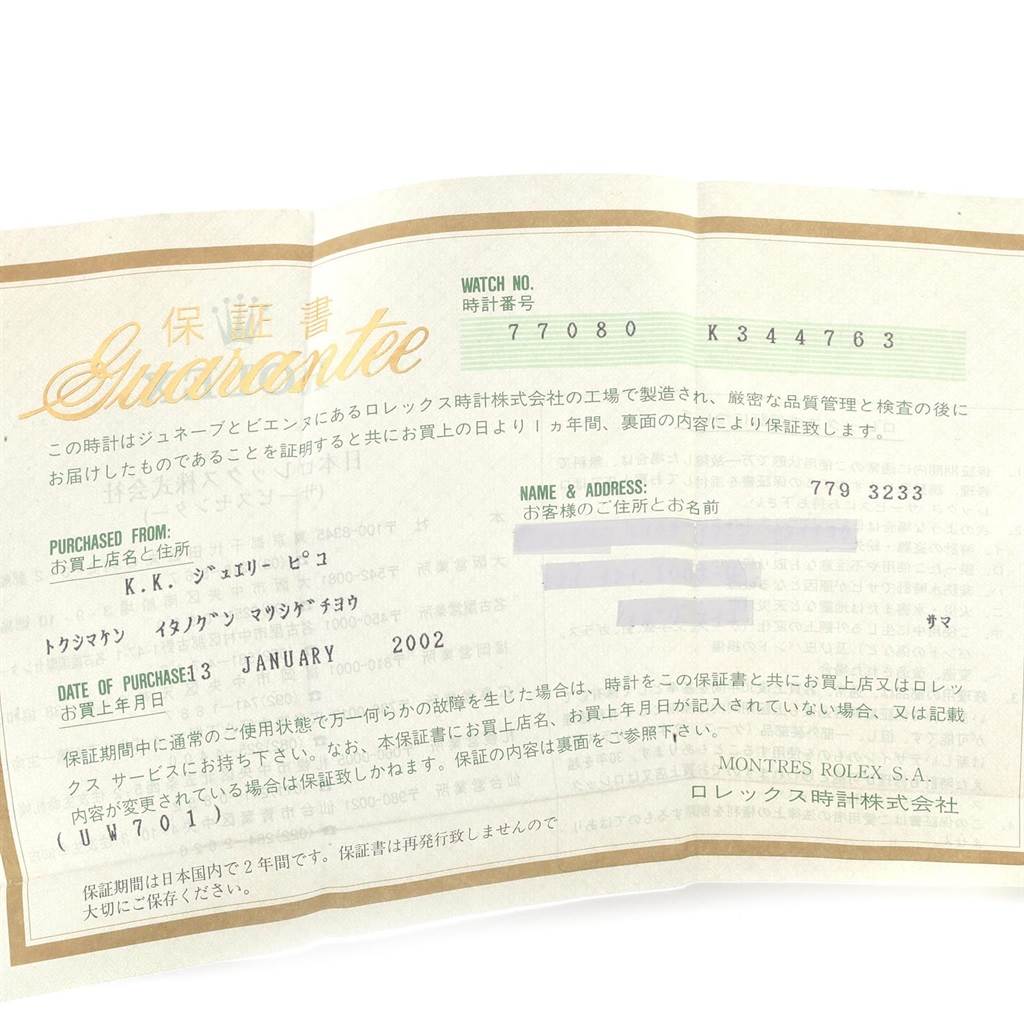 保証書
Guarantee
WATCH NO.
時計番号
77080 K344763
この時計はジュネーブとビエンヌにあるロレックス時計株式会社の工場で製造され、厳密な品質管理と検査の後に
お届けしたものであることを証明すると共にお買上の日より1ヵ年間、裏面の内容により保証致します。
NAME & ADDRESS:
お客様のご住所とお名前
779 3233
サマ
PURCHASED FROM:
お買上店名と住所
K.K. ジュエリー ピコ
トクシマケン イタノグン マツシゲチヨウ
DATE OF PURCHASE:
13 JANUARY 2002
お買上年月日
保証期間中に通常のご使用状態で万一何らかの故障を生じた場合は、時計をこの保証書と共にお買上店又はロレッ
クス サービスにお持ち下さい。なお、本保証書にお買上店名、お買上年月日が記入されていない場合、又は記載
内容が変更されている場合は保証致しかねます。保証の内容は裏面をご参照下さい。
(UW701)
MONTRES ROLEX S.A.
ロレックス時計株式会社
保証期間は日本国内で2年間です。保証書は再発行致しませんので
大切にご保存ください。